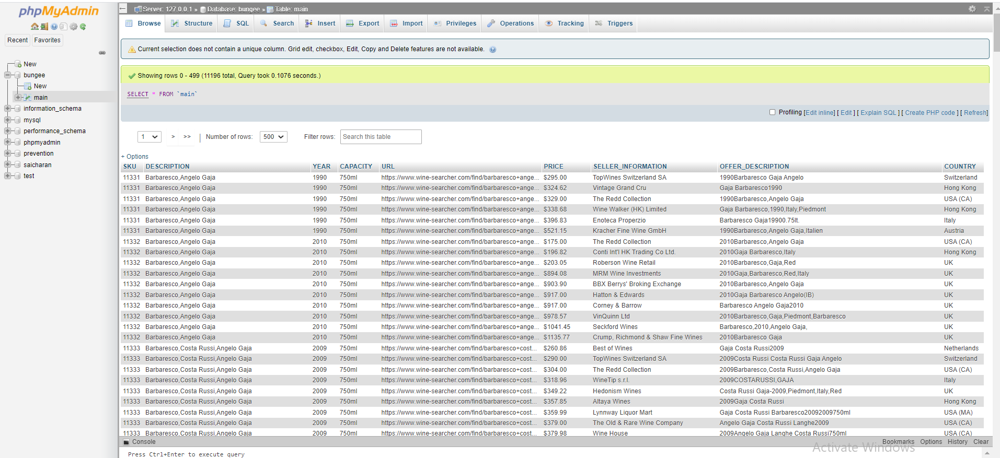 phpMyAdmin
Recent Favorites
New
bungee
New
main
information_schema
mysql
performance_schema
phpmyadmin
prevention
saicharan
test
Server: 127.0.0.1 » Database: bungee » Table: main
Browse Structure SQL Search Insert Export Import Privileges Operations Tracking Triggers
Current selection does not contain a unique column. Grid edit, checkbox, Edit, Copy and Delete features are not available.
Showing rows 0 - 499 (11196 total, Query took 0.1076 seconds.)
SELECT * FROM `main`
Profiling [Edit inline] [ Edit ] [ Explain SQL ] [ Create PHP code ] [ Refresh]
1 > >> | Number of rows: 500 Filter rows: Search this table
+ Options
SKU DESCRIPTION YEAR CAPACITY URL PRICE SELLER_INFORMATION OFFER_DESCRIPTION COUNTRY
11331 Barbaresco,Angelo Gaja 1990 750ml https://www.wine-searcher.com/find/barbaresco+ange... $295.00 TopWines Switzerland SA 1990Barbaresco Gaja Angelo Switzerland
11331 Barbaresco,Angelo Gaja 1990 750ml https://www.wine-searcher.com/find/barbaresco+ange... $324.62 Vintage Grand Cru Gaja Barbaresco1990 Hong Kong
11331 Barbaresco,Angelo Gaja 1990 750ml https://www.wine-searcher.com/find/barbaresco+ange... $329.00 The Redd Collection 1990Barbaresco,Angelo Gaja USA (CA)
11331 Barbaresco,Angelo Gaja 1990 750ml https://www.wine-searcher.com/find/barbaresco+ange... $338.68 Wine Walker (HK) Limited Gaja Barbaresco,1990,Italy,Piedmont Hong Kong
11331 Barbaresco,Angelo Gaja 1990 750ml https://www.wine-searcher.com/find/barbaresco+ange... $396.83 Enoteca Properzio Barbaresco Gaja19900.75lt. Italy
11331 Barbaresco,Angelo Gaja 1990 750ml https://www.wine-searcher.com/find/barbaresco+ange... $521.15 Kracher Fine Wine GmbH 1990Barbaresco,Angelo Gaja,Italien Austria
11332 Barbaresco,Angelo Gaja 2010 750ml https://www.wine-searcher.com/find/barbaresco+ange... $175.00 The Redd Collection 2010Barbaresco,Angelo Gaja USA (CA)
11332 Barbaresco,Angelo Gaja 2010 750ml https://www.wine-searcher.com/find/barbaresco+ange... $196.82 Conti Int'l HK Trading Co Ltd. 2010Gaja Barbaresco,Italy Hong Kong
11332 Barbaresco,Angelo Gaja 2010 750ml https://www.wine-searcher.com/find/barbaresco+ange... $203.05 Roberson Wine Retail 2010Barbaresco,Gaja,Red UK
11332 Barbaresco,Angelo Gaja 2010 750ml https://www.wine-searcher.com/find/barbaresco+ange... $894.08 MRM Wine Investments 2010Gaja,Barbaresco,Red,Italy UK
11332 Barbaresco,Angelo Gaja 2010 750ml https://www.wine-searcher.com/find/barbaresco+ange... $903.90 BBX Berrys' Broking Exchange 2010Barbaresco,Angelo Gaja UK
11332 Barbaresco,Angelo Gaja 2010 750ml https://www.wine-searcher.com/find/barbaresco+ange... $917.00 Hatton & Edwards 2010Gaja Barbaresco Angelo(IB) UK
11332 Barbaresco,Angelo Gaja 2010 750ml https://www.wine-searcher.com/find/barbaresco+ange... $917.00 Corney & Barrow Barbaresco Angelo Gaja2010 UK
11332 Barbaresco,Angelo Gaja 2010 750ml https://www.wine-searcher.com/find/barbaresco+ange... $978.57 VinQuinn Ltd 2010Barbaresco,Gaja,Piedmont,Barbaresco UK
11332 Barbaresco,Angelo Gaja 2010 750ml https://www.wine-searcher.com/find/barbaresco+ange... $1041.45 Seckford Wines Barbaresco,2010,Angelo Gaja, UK
11332 Barbaresco,Angelo Gaja 2010 750ml https://www.wine-searcher.com/find/barbaresco+ange... $1135.77 Crump, Richmond & Shaw Fine Wines 2010Barbaresco Gaja UK
11333 Barbaresco,Costa Russi,Angelo Gaja 2009 750ml https://www.wine-searcher.com/find/barbaresco+cost... $260.86 Best of Wines Gaja Costa Russi2009 Netherlands
11333 Barbaresco,Costa Russi,Angelo Gaja 2009 750ml https://www.wine-searcher.com/find/barbaresco+cost... $290.00 TopWines Switzerland SA 2009Costa Russi Costa Russi Gaja Angelo Switzerland
11333 Barbaresco,Costa Russi,Angelo Gaja 2009 750ml https://www.wine-searcher.com/find/barbaresco+cost... $304.00 The Redd Collection 2009Barbaresco,Costa Russi,Angelo Gaja USA (CA)
11333 Barbaresco,Costa Russi,Angelo Gaja 2009 750ml https://www.wine-searcher.com/find/barbaresco+cost... $318.96 WineTip s.r.l. 2009COSTARUSSI,GAJA Italy
11333 Barbaresco,Costa Russi,Angelo Gaja 2009 750ml https://www.wine-searcher.com/find/barbaresco+cost... $349.22 Hedonism Wines Costa Russi Gaja-2009,Piedmont,Italy,Red UK
11333 Barbaresco,Costa Russi,Angelo Gaja 2009 750ml https://www.wine-searcher.com/find/barbaresco+cost... $357.85 Altaya Wines 2009Gaja Costa Russi Hong Kong
11333 Barbaresco,Costa Russi,Angelo Gaja 2009 750ml https://www.wine-searcher.com/find/barbaresco+cost... $359.99 Lynnway Liquor Mart Gaja Costa Russi Barbaresco20092009750ml USA (MA)
11333 Barbaresco,Costa Russi,Angelo Gaja 2009 750ml https://www.wine-searcher.com/find/barbaresco+cost... $379.00 The Old & Rare Wine Company Angelo Gaja Costa Russi Langhe2009 USA (CA)
11333 Barbaresco,Costa Russi,Angelo Gaja 2009 750ml https://www.wine-searcher.com/find/barbaresco+cost... $379.98 Wine House 2009Angelo Gaja Langhe Costa Russi750ml USA (CA)
Console Bookmarks Options History Clear
Activate Windows
Press Ctrl+Enter to execute query